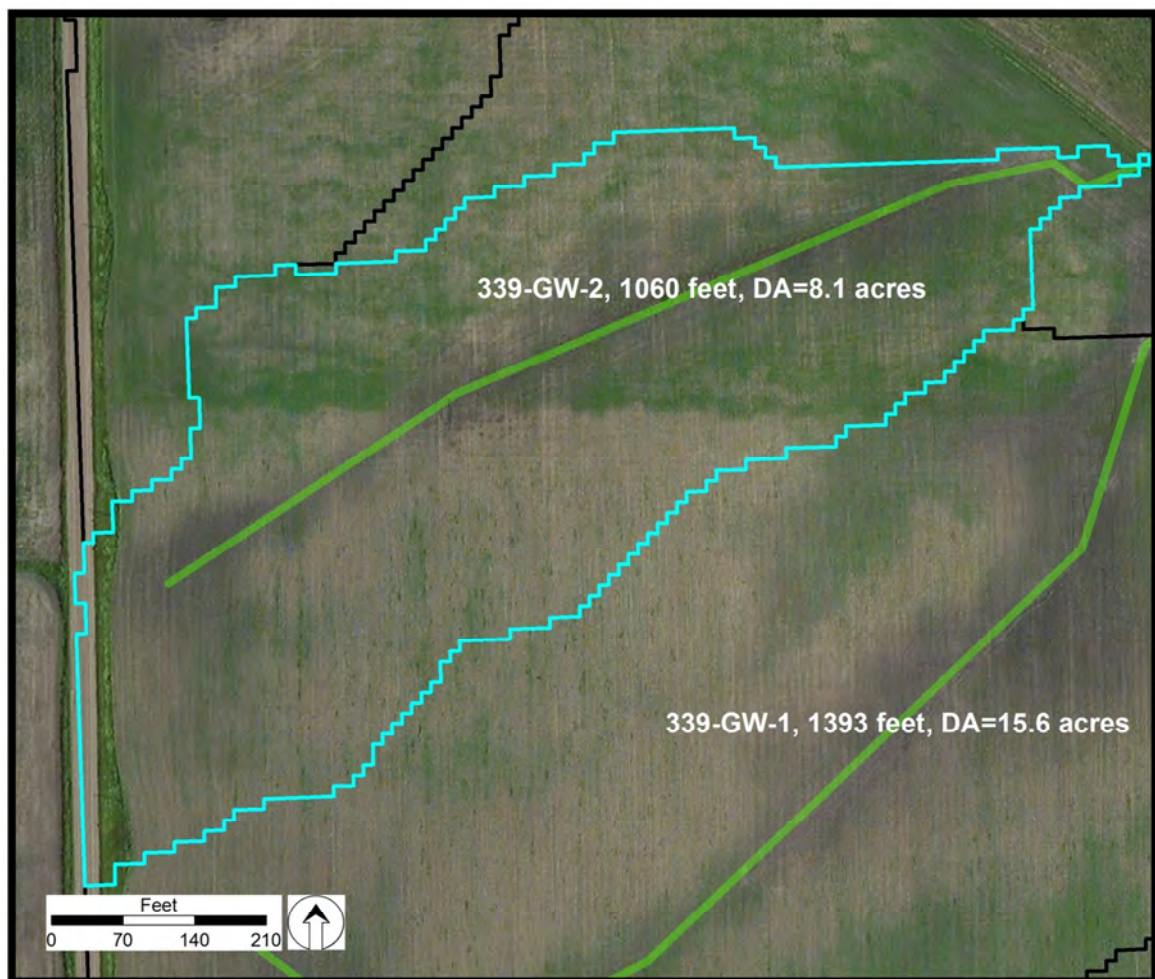 339-GW-2, 1060 feet, DA=8.1 acres
339-GW-1, 1393 feet, DA=15.6 acres
Feet
0 70 140 210